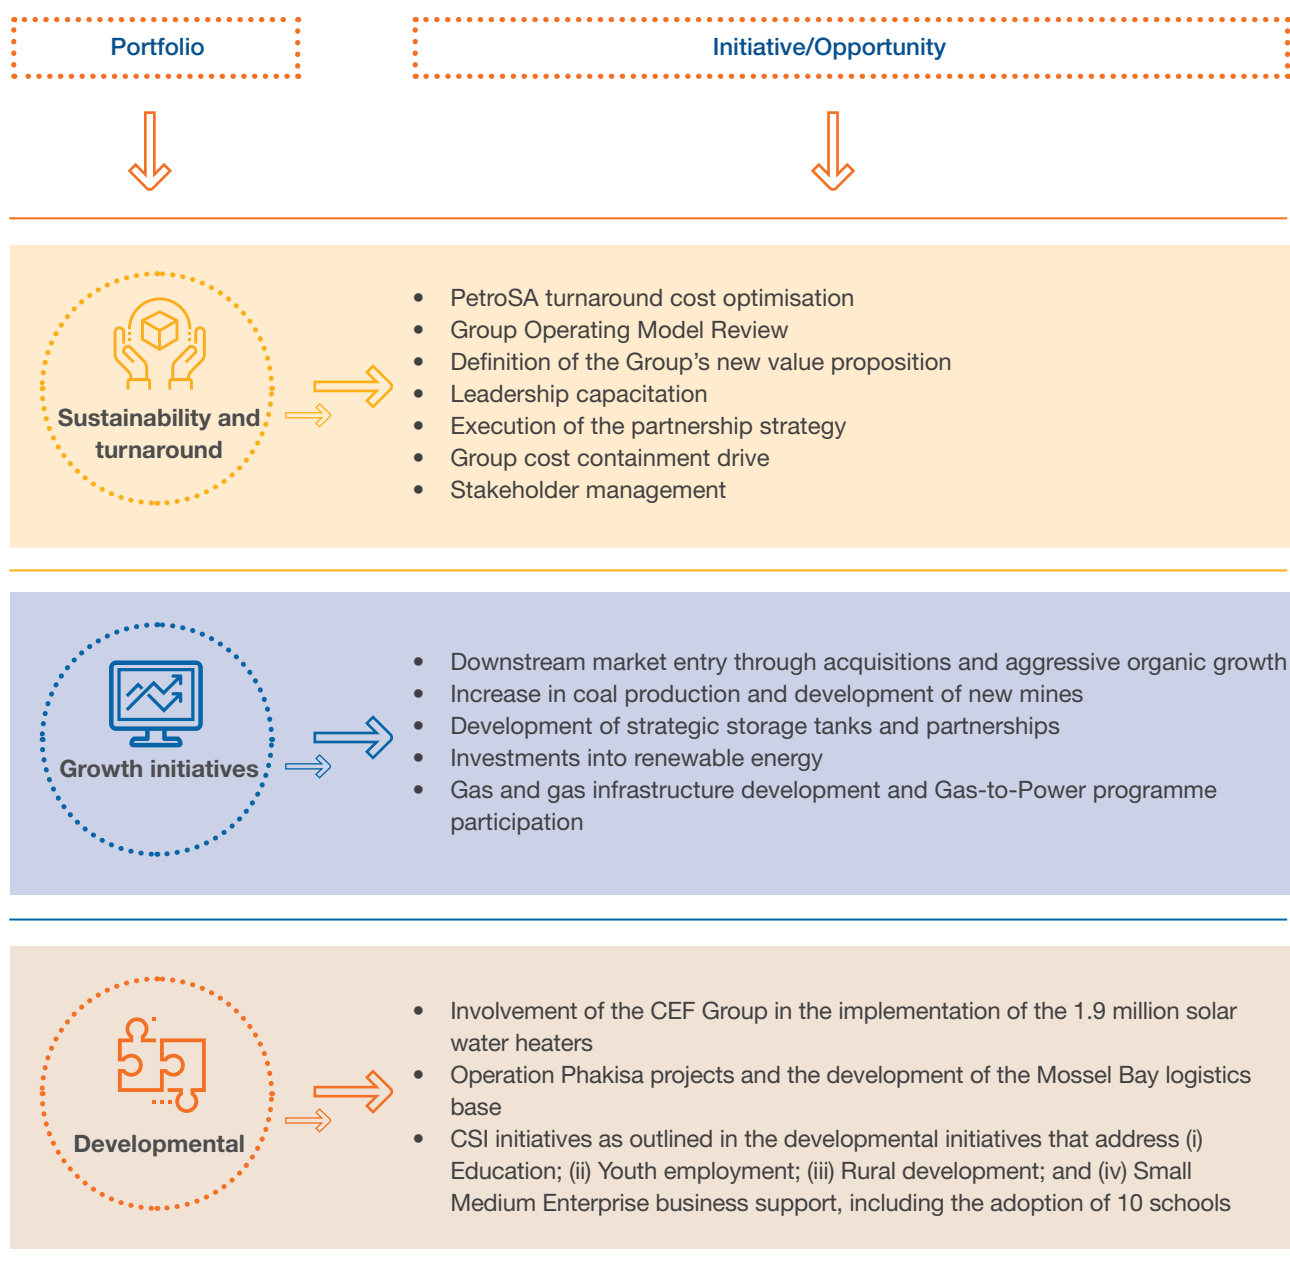 Portfolio
Initiative/Opportunity
Sustainability and
turnaround
• PetroSA turnaround cost optimisation
• Group Operating Model Review
• Definition of the Group’s new value proposition
• Leadership capacitation
• Execution of the partnership strategy
• Group cost containment drive
• Stakeholder management
Growth initiatives
• Downstream market entry through acquisitions and aggressive organic growth
• Increase in coal production and development of new mines
• Development of strategic storage tanks and partnerships
• Investments into renewable energy
• Gas and gas infrastructure development and Gas-to-Power programme
participation
Developmental
• Involvement of the CEF Group in the implementation of the 1.9 million solar
water heaters
• Operation Phakisa projects and the development of the Mossel Bay logistics
base
• CSI initiatives as outlined in the developmental initiatives that address (i)
Education; (ii) Youth employment; (iii) Rural development; and (iv) Small
Medium Enterprise business support, including the adoption of 10 schools